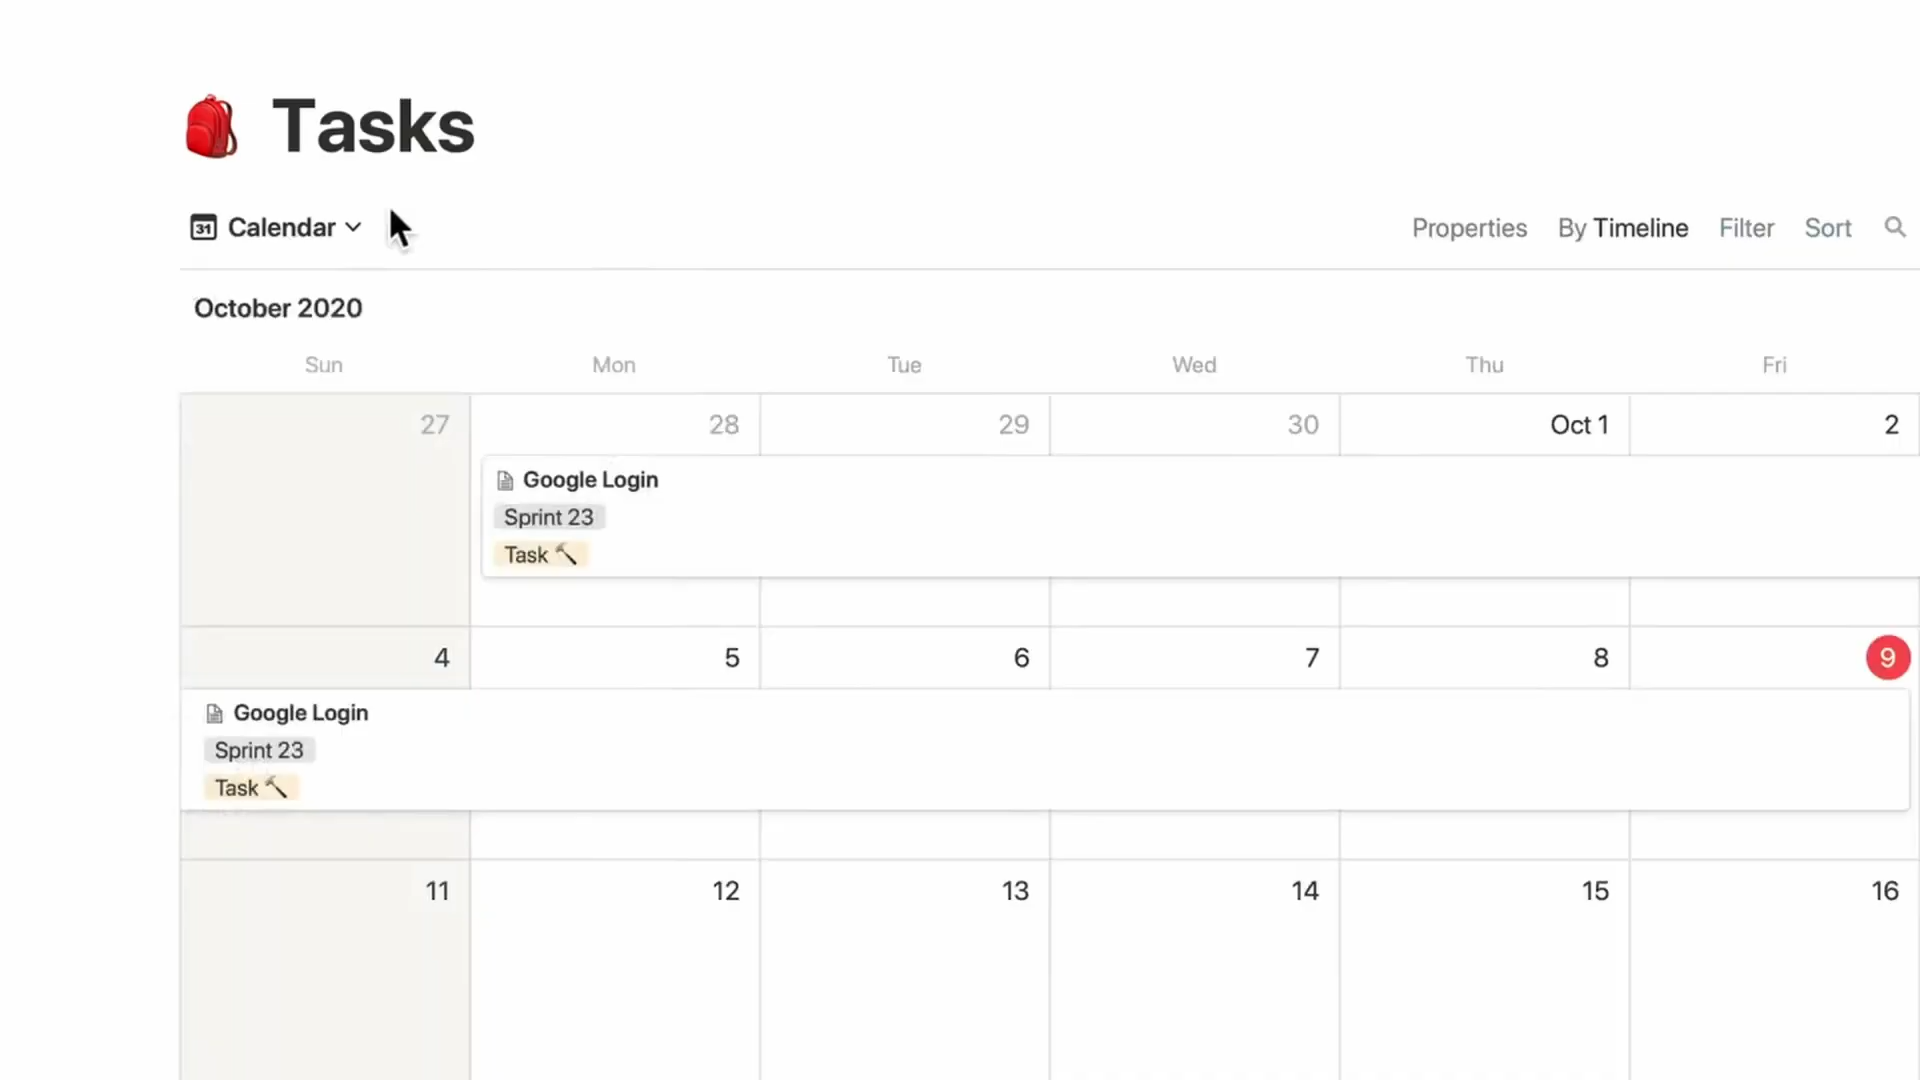 Tasks
31 Calendar
Properties By Timeline Filter Sort
October 2020
Sun Mon Tue Wed Thu Fri
27 28 29 30 Oct 1 2
Google Login
Sprint 23
Task 🔨
4 5 6 7 8 9
Google Login
Sprint 23
Task 🔨
11 12 13 14 15 16